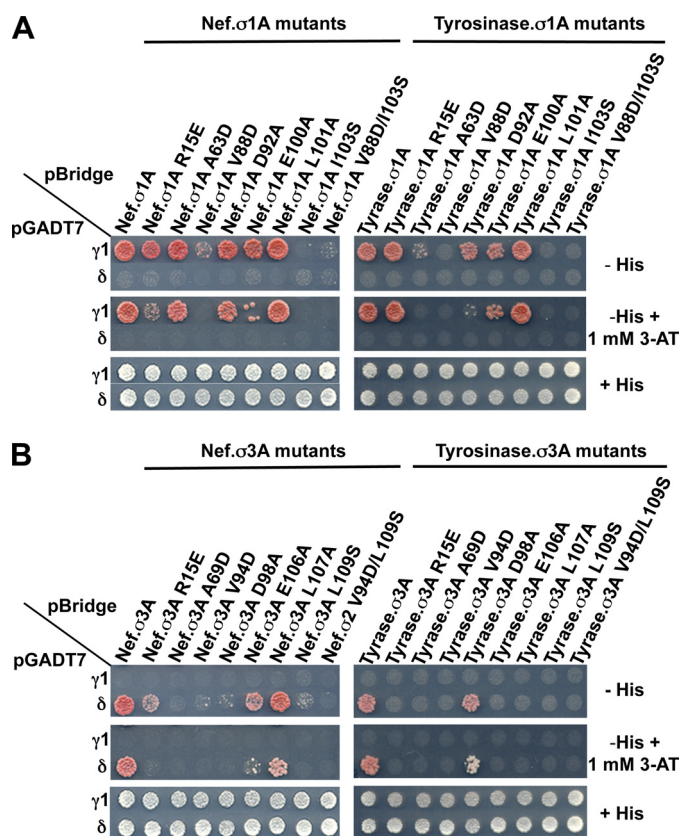 A
Nef.σ1A mutants
Tyrosinase.σ1A mutants
pBridge
pGADT7
Nef.σ1A
Nef.σ1A R15E
Nef.σ1A A63D
Nef.σ1A V88D
Nef.σ1A D92A
Nef.σ1A E100A
Nef.σ1A L101A
Nef.σ1A I103S
Nef.σ1A V88D/I103S
Tyrase.σ1A
Tyrase.σ1A R15E
Tyrase.σ1A A63D
Tyrase.σ1A V88D
Tyrase.σ1A D92A
Tyrase.σ1A E100A
Tyrase.σ1A L101A
Tyrase.σ1A I103S
Tyrase.σ1A V88D/I103S
γ1
δ
- His
γ1
δ
-His +
1 mM 3-AT
γ1
δ
+ His
B
Nef.σ3A mutants
Tyrosinase.σ3A mutants
pBridge
pGADT7
Nef.σ3A
Nef.σ3A R15E
Nef.σ3A A69D
Nef.σ3A V94D
Nef.σ3A D98A
Nef.σ3A E106A
Nef.σ3A L107A
Nef.σ3A L109S
Nef.σ2 V94D/L109S
Tyrase.σ3A
Tyrase.σ3A R15E
Tyrase.σ3A A69D
Tyrase.σ3A V94D
Tyrase.σ3A D98A
Tyrase.σ3A E106A
Tyrase.σ3A L107A
Tyrase.σ3A L109S
Tyrase.σ3A V94D/L109S
γ1
δ
- His
γ1
δ
-His +
1 mM 3-AT
γ1
δ
+ His